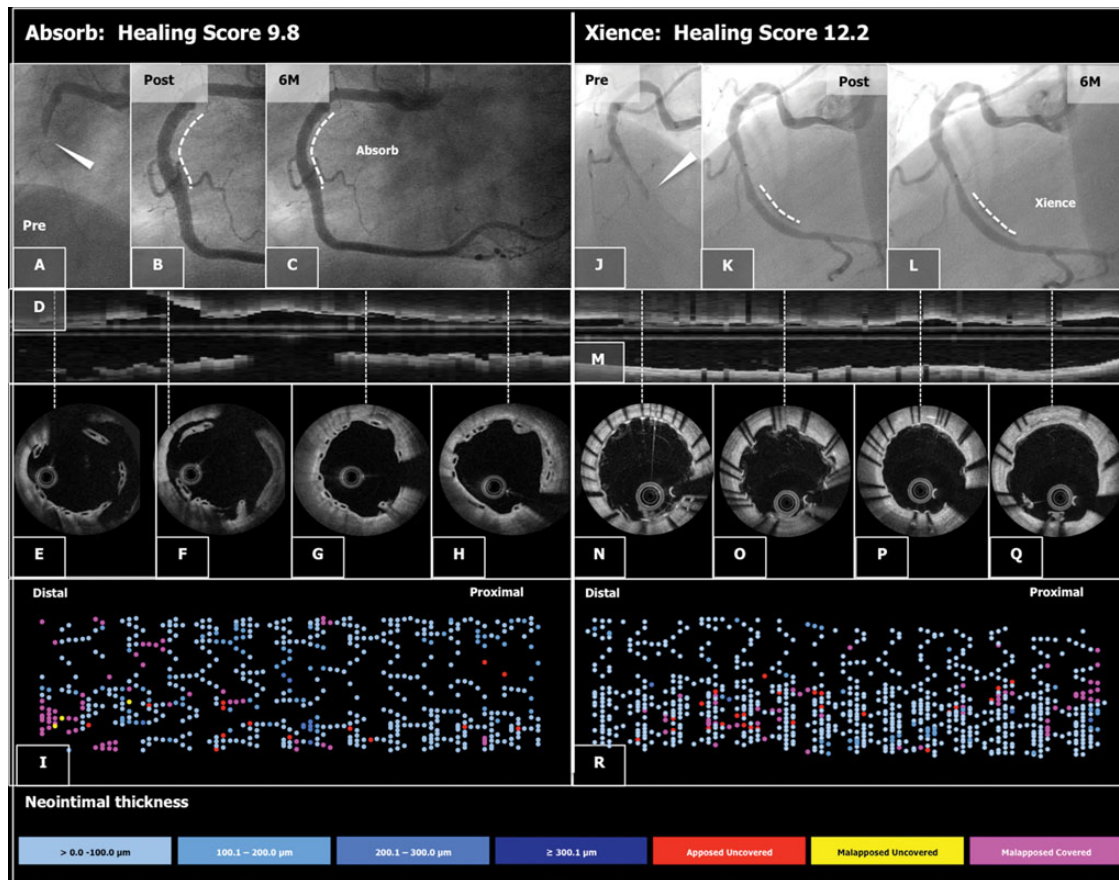 Absorb: Healing Score 9.8
Xience: Healing Score 12.2
Post
6M
Absorb
Pre
A
B
C
Pre
Post
6M
Xience
J
K
L
D
M
E
F
G
H
N
O
P
Q
Distal
Proximal
I
Distal
Proximal
R
Neointimal thickness
> 0.0 -100.0 µm
100.1 – 200.0 µm
200.1 – 300.0 µm
≥ 300.1 µm
Apposed Uncovered
Malapposed Uncovered
Malapposed Covered